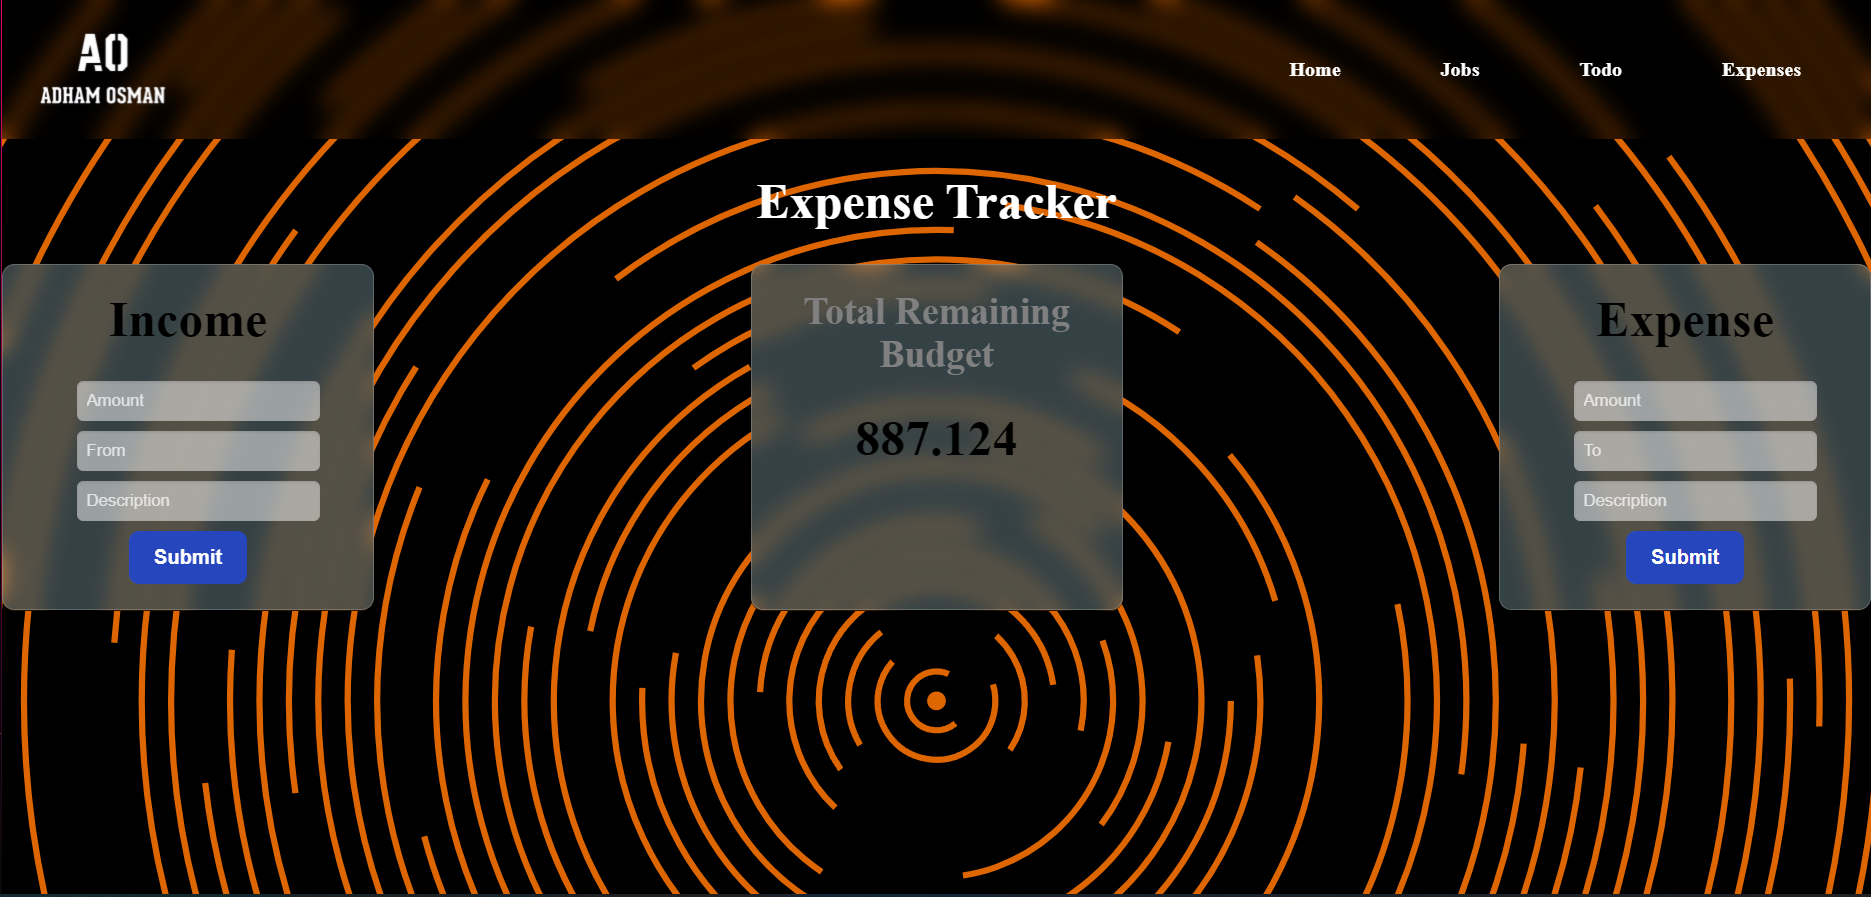 AO
ADHAM OSMAN
Home
Jobs
Todo
Expenses
Expense Tracker
Income
Amount
From
Description
Submit
Total Remaining
Budget
887.124
Expense
Amount
To
Description
Submit